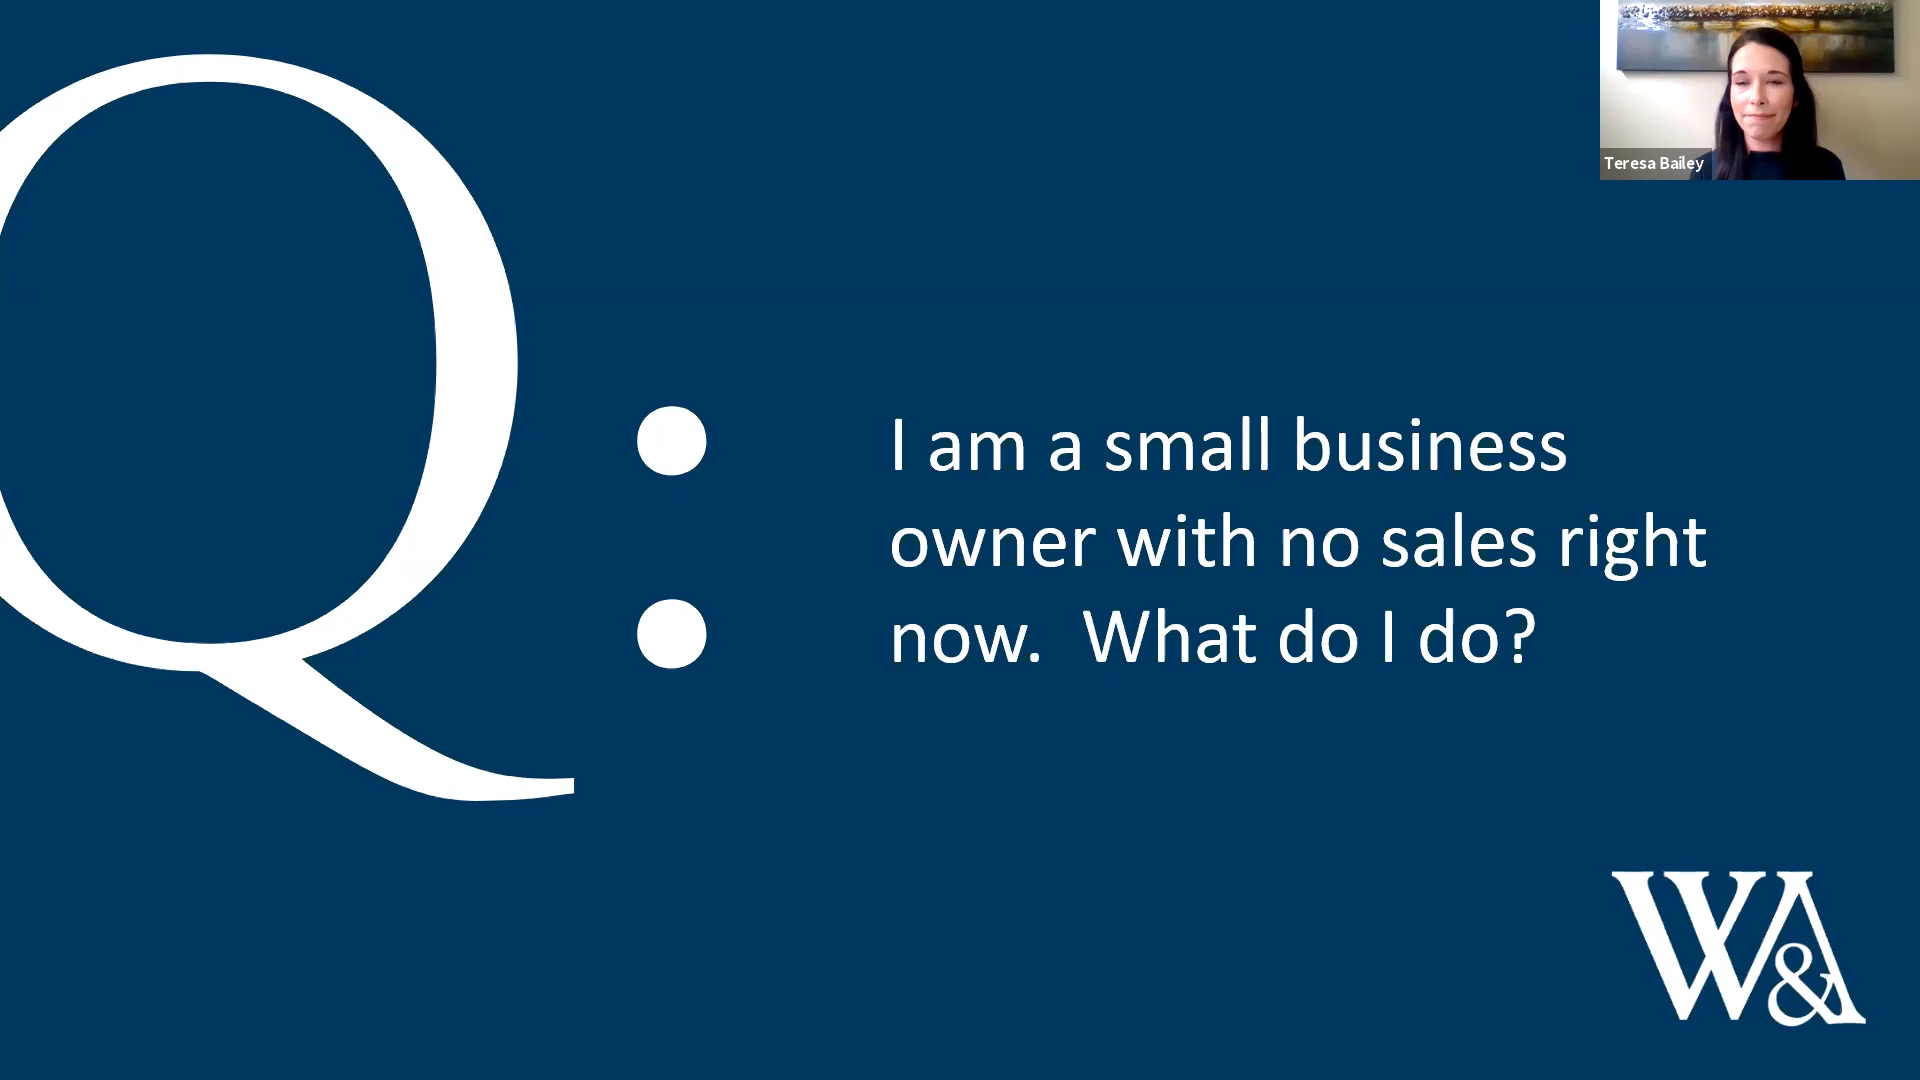 Teresa Bailey
Q:
I am a small business
owner with no sales right
now.  What do I do?
W&A